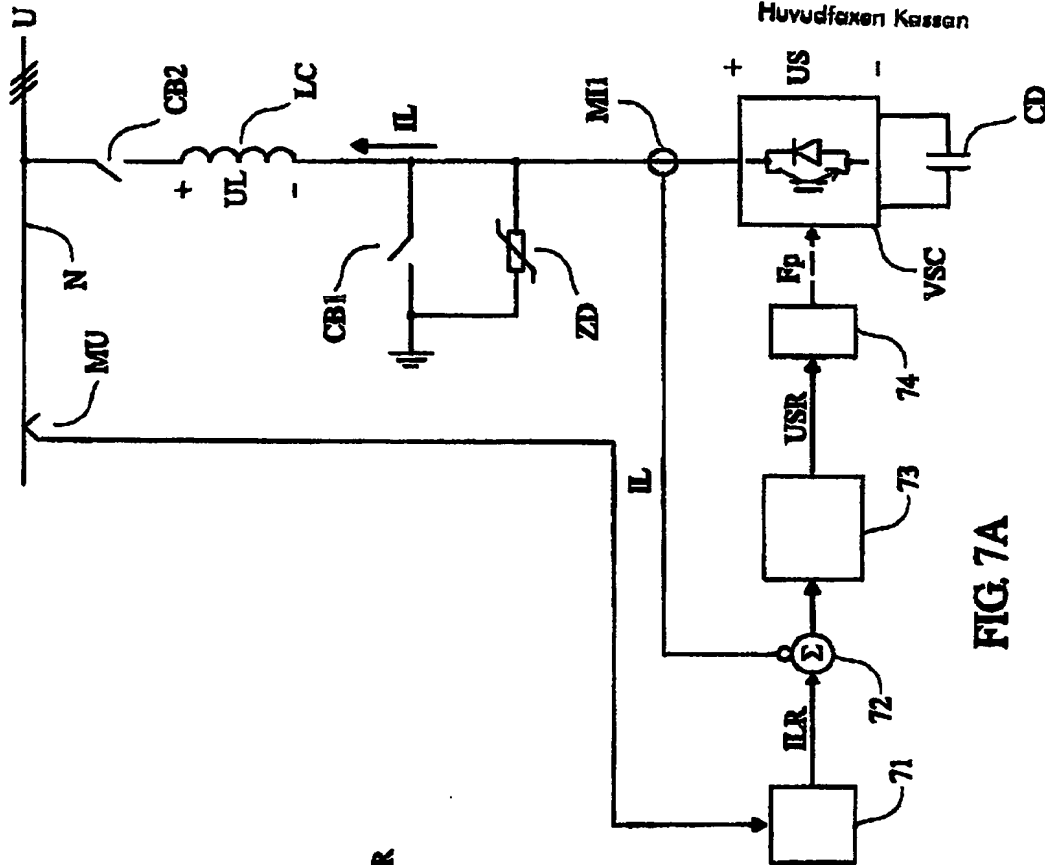 Huvudfaxen Kassan
U
CB2
LC
+
UL
-
IL
N
MU
CB1
ZD
MI1
+
US
-
CD
VSC
Fp
74
USR
73
IL
Σ
72
ILR
71
R
FIG. 7A